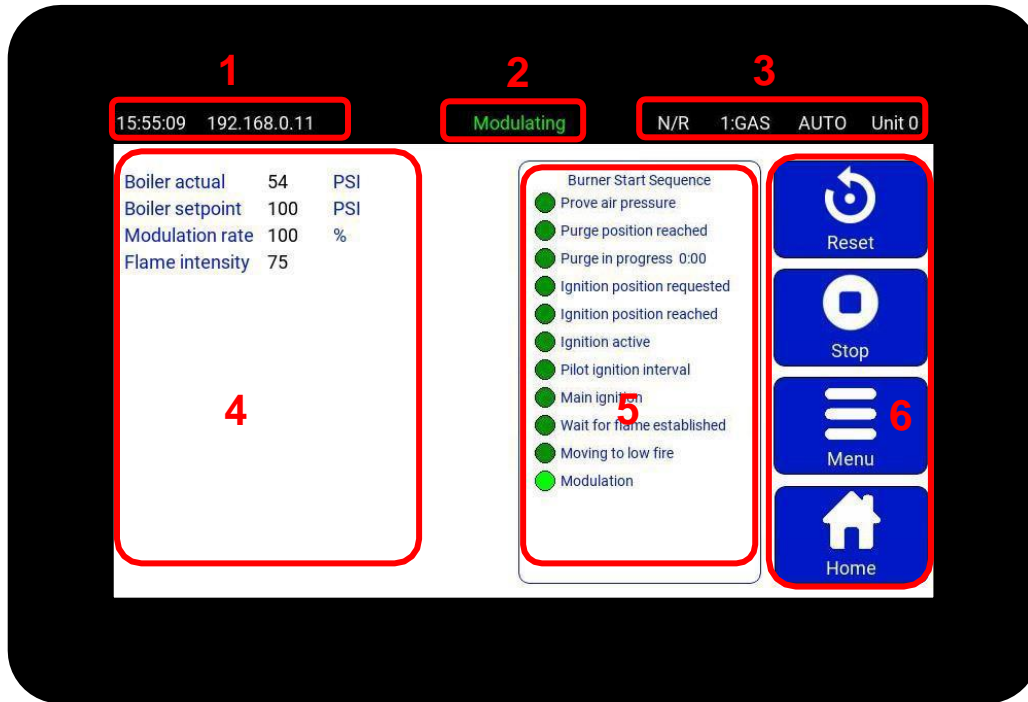 1
2
3
15:55:09 192.168.0.11
Modulating
N/R 1:GAS AUTO Unit 0
Boiler actual 54 PSI
Boiler setpoint 100 PSI
Modulation rate 100 %
Flame intensity 75
4
Burner Start Sequence
Prove air pressure
Purge position reached
Purge in progress 0:00
Ignition position requested
Ignition position reached
Ignition active
Pilot ignition interval
Main ignition
Wait for flame established
Moving to low fire
Modulation
5
Reset
Stop
Menu
6
Home